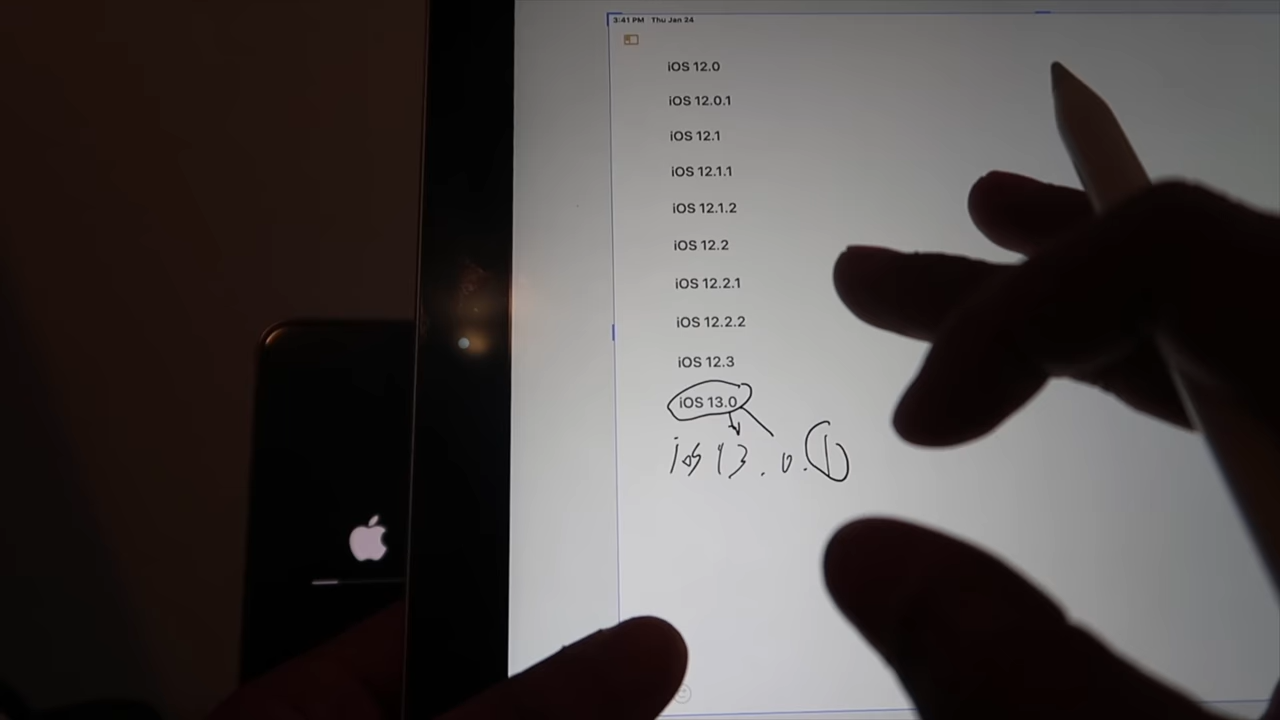 3:41 PM Thu Jan 24
iOS 12.0
iOS 12.0.1
iOS 12.1
iOS 12.1.1
iOS 12.1.2
iOS 12.2
iOS 12.2.1
iOS 12.2.2
iOS 12.3
iOS 13.0
ios 13.0.1